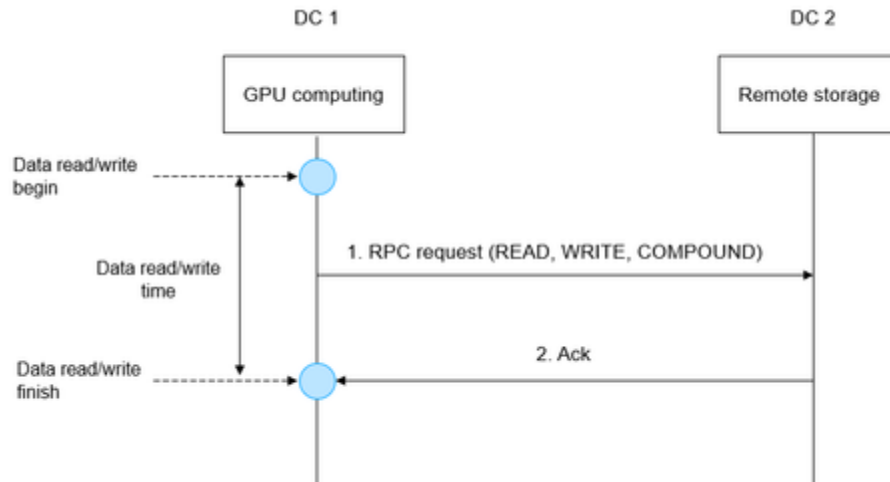 DC 1
DC 2
GPU computing
Remote storage
Data read/write
begin
1. RPC request (READ, WRITE, COMPOUND)
Data read/write
time
2. Ack
Data read/write
finish